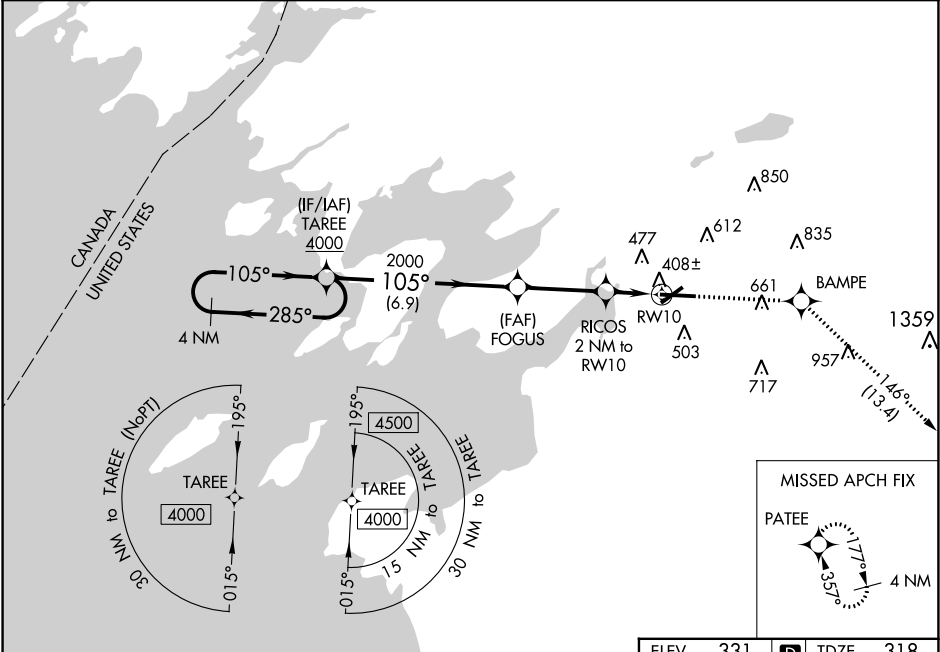 CANADA
UNITED STATES
(IF/IAF)
TAREE
4000
105°
285°
4 NM
2000
105°
(6.9)
(FAF)
FOGUS
RICOS
2 NM to
RW10
RW10
477
408±
612
850
835
661
BAMPE
503
717
957
1359
146°
(13.4)
30 NM to TAREE (NoPT)
195°
TAREE
4000
015°
195°
4500
TAREE
4000
15 NM to TAREE
30 NM to TAREE
015°
MISSED APCH FIX
PATEE
177°
357°
4 NM
ELEV 331 D TDZE 318